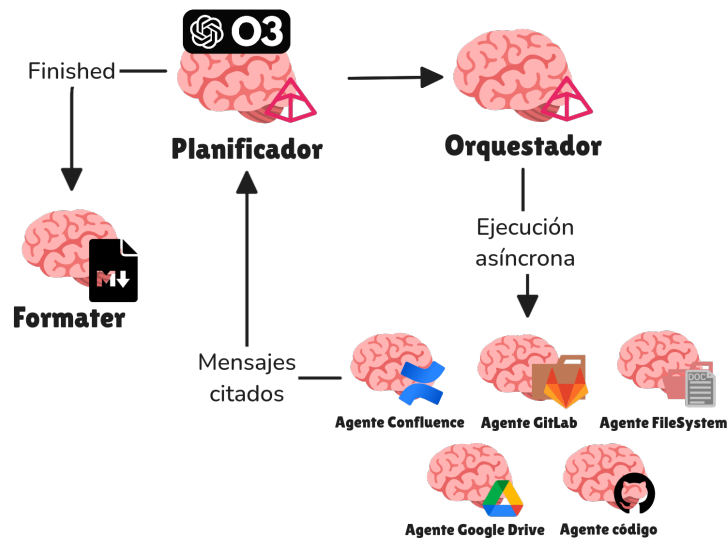 O3
Finished
Planificador
Orquestador
Ejecución
asíncrona
M
Formater
Mensajes
citados
Agente Confluence
Agente GitLab
DOC
Agente FileSystem
Agente Google Drive
Agente código